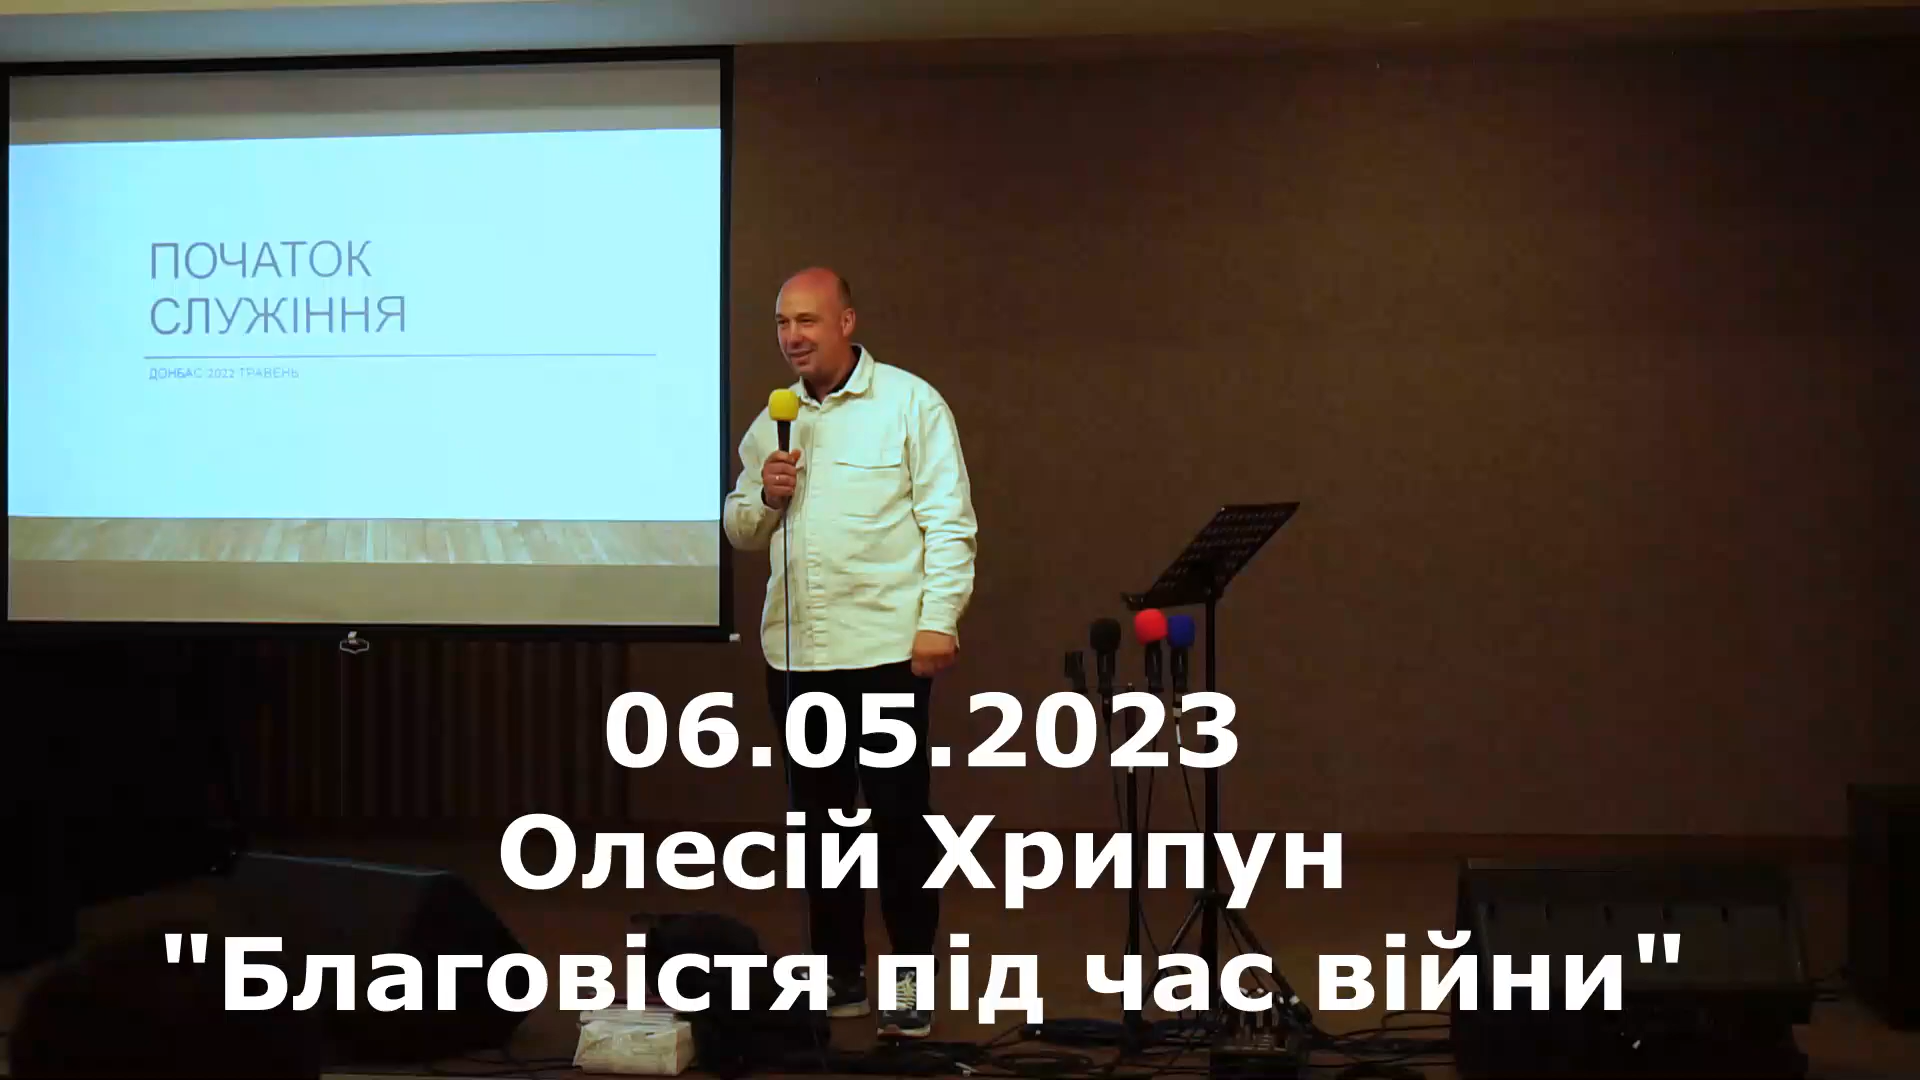 ПОЧАТОК
СЛУЖІННЯ
ДОНБАС 2022 ТРАВЕНЬ
06.05.2023
Олесій Хрипун
"Благовістя під час війни"